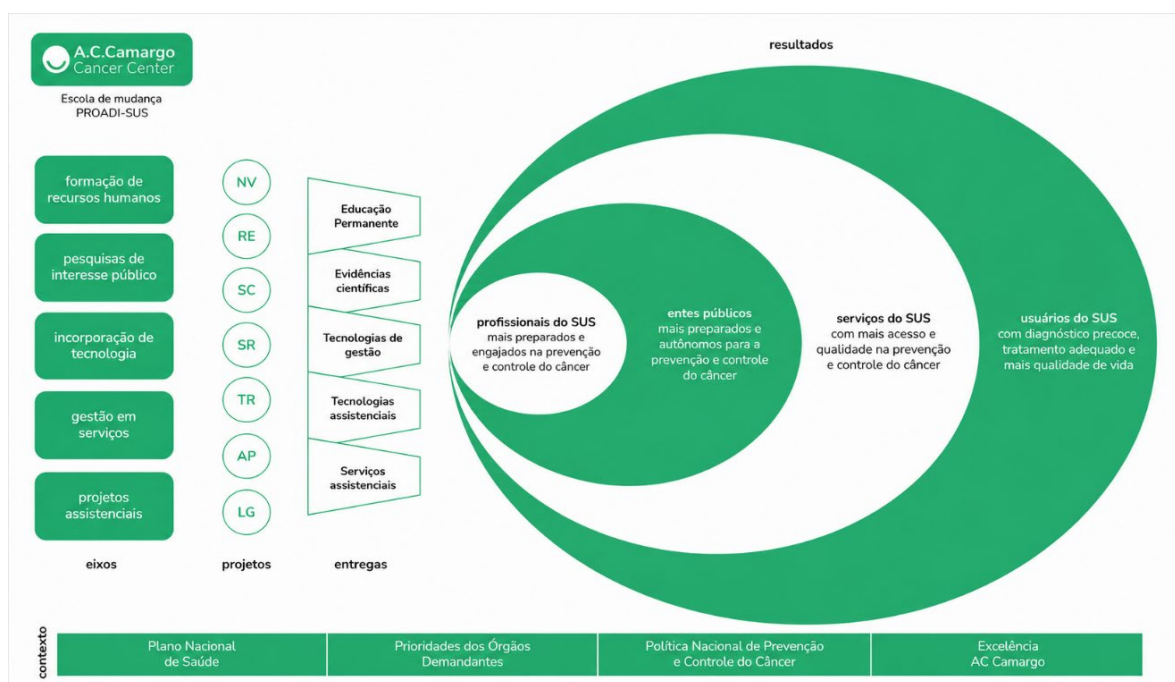 A.C.Camargo
Cancer Center
Escola de mudança
PROADI-SUS
formação de
recursos humanos
pesquisas de
interesse público
incorporação de
tecnologia
gestão em
serviços
projetos
assistenciais
eixos
NV
RE
SC
SR
TR
AP
LG
projetos
Educação
Permanente
Evidências
científicas
Tecnologias de
gestão
Tecnologias
assistenciais
Serviços
assistenciais
entregas
resultados
profissionais do SUS
mais preparados e
engajados na prevenção
e controle do câncer
entes públicos
mais preparados e
autônomos para a
prevenção e controle
do câncer
serviços do SUS
com mais acesso e
qualidade na prevenção
e controle do câncer
usuários do SUS
com diagnóstico precoce,
tratamento adequado e
mais qualidade de vida
contexto
Plano Nacional
de Saúde
Prioridades dos Órgãos
Demandantes
Política Nacional de Prevenção
e Controle do Câncer
Excelência
AC Camargo